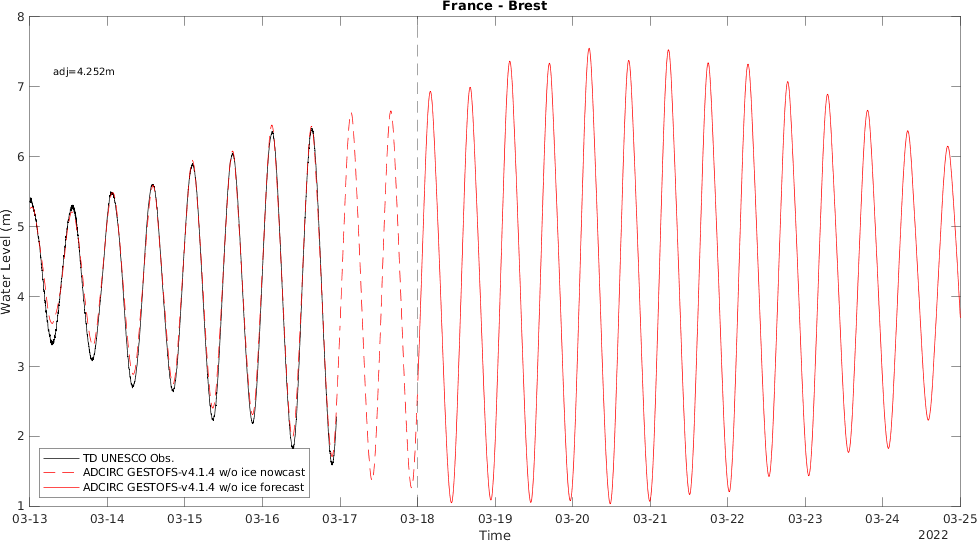 France - Brest
8
7
6
5
4
3
2
1
Water Level (m)
adj=4.252m
TD UNESCO Obs.
ADCIRC GESTOFS-v4.1.4 w/o ice nowcast
ADCIRC GESTOFS-v4.1.4 w/o ice forecast
03-13 03-14 03-15 03-16 03-17 03-18 03-19 03-20 03-21 03-22 03-23 03-24 03-25
Time
2022